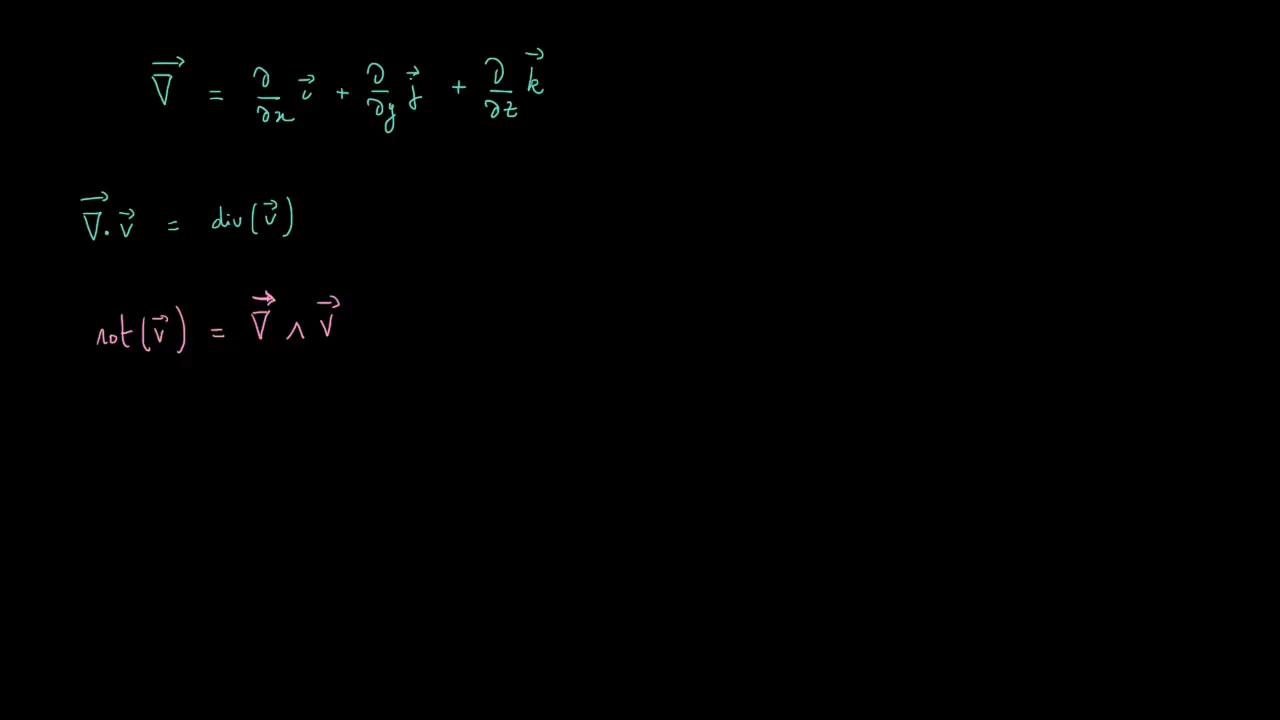 ∇⃗ = ∂/∂x i⃗ + ∂/∂y j⃗ + ∂/∂z k⃗
∇⃗ . v⃗ = div(v⃗)
rot(v⃗) = ∇⃗ ∧ v⃗